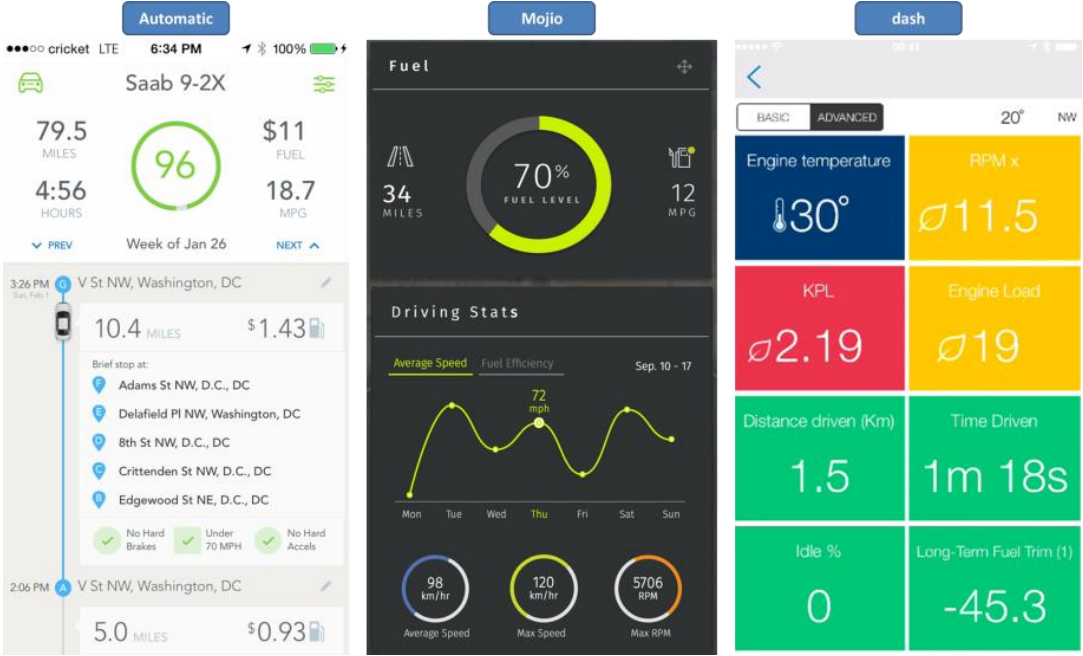 Automatic
Mojio
dash
cricket LTE 6:34 PM 100%
Saab 9-2X
79.5
MILES
96
$11
FUEL
4:56
HOURS
18.7
MPG
PREV
Week of Jan 26
NEXT
3:26 PM
Sun, Feb 1
G
V St NW, Washington, DC
10.4 MILES
$1.43
Brief stop at:
F Adams St NW, D.C., DC
E Delafield Pl NW, Washington, DC
D 8th St NW, D.C., DC
C Crittenden St NW, D.C., DC
B Edgewood St NE, D.C., DC
No Hard
Brakes
Under
70 MPH
No Hard
Accels
2:06 PM
A
V St NW, Washington, DC
5.0 MILES
$0.93
Fuel
34
MILES
70%
FUEL LEVEL
12
MPG
Driving Stats
Average Speed
Fuel Efficiency
Sep. 10 - 17
72
mph
Mon Tue Wed Thu Fri Sat Sun
98
km/hr
Average Speed
120
km/hr
Max Speed
5706
RPM
Max RPM
09:41
BASIC
ADVANCED
20°
NW
Engine temperature
30°
RPM x
11.5
KPL
2.19
Engine Load
19
Distance driven (Km)
1.5
Time Driven
1m 18s
Idle %
0
Long-Term Fuel Trim (1)
-45.3